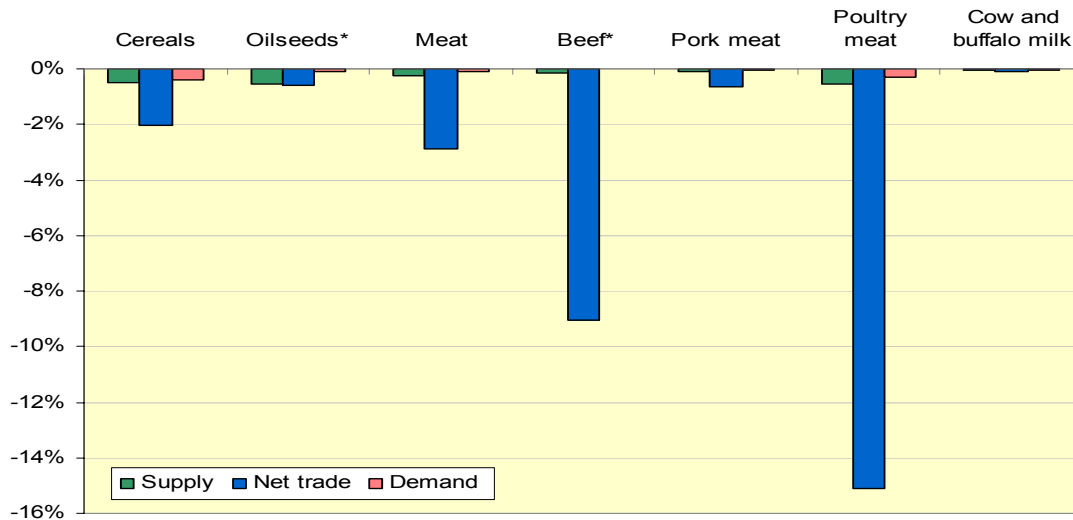 Cereals
Oilseeds*
Meat
Beef*
Pork meat
Poultry
meat
Cow and
buffalo milk
0%
-2%
-4%
-6%
-8%
-10%
-12%
-14%
-16%
Supply Net trade Demand